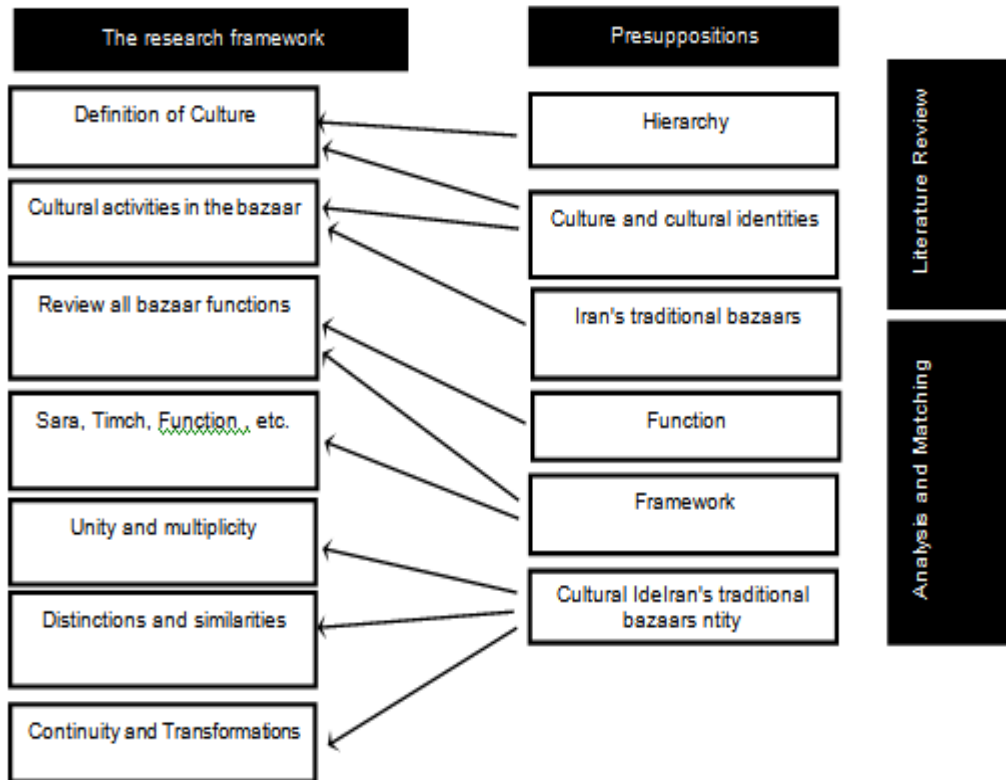 The research framework
Definition of Culture
Cultural activities in the bazaar
Review all bazaar functions
Sara, Timch, Function , etc.
Unity and multiplicity
Distinctions and similarities
Continuity and Transformations
Presuppositions
Hierarchy
Culture and cultural identities
Iran's traditional bazaars
Function
Framework
Cultural IdeIran's traditional
bazaars ntity
Literature Review
Analysis and Matching